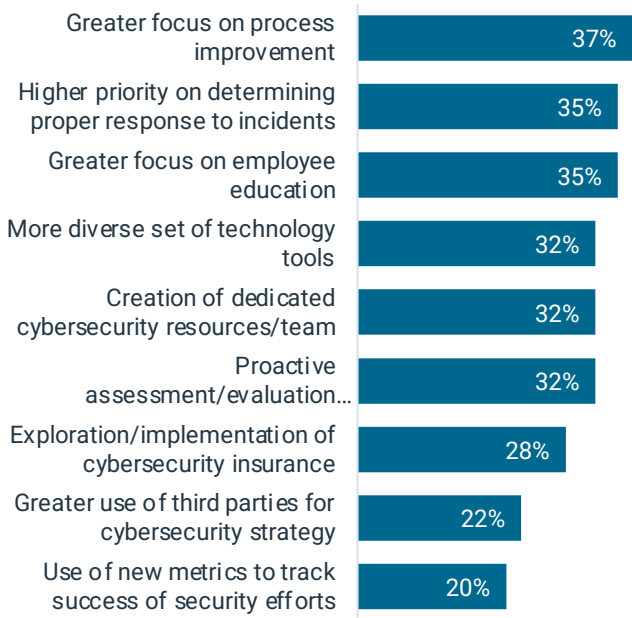 Greater focus on process
improvement
37%
Higher priority on determining
proper response to incidents
35%
Greater focus on employee
education
35%
More diverse set of technology
tools
32%
Creation of dedicated
cybersecurity resources/team
32%
Proactive
assessment/evaluation...
32%
Exploration/implementation of
cybersecurity insurance
28%
Greater use of third parties for
cybersecurity strategy
22%
Use of new metrics to track
success of security efforts
20%